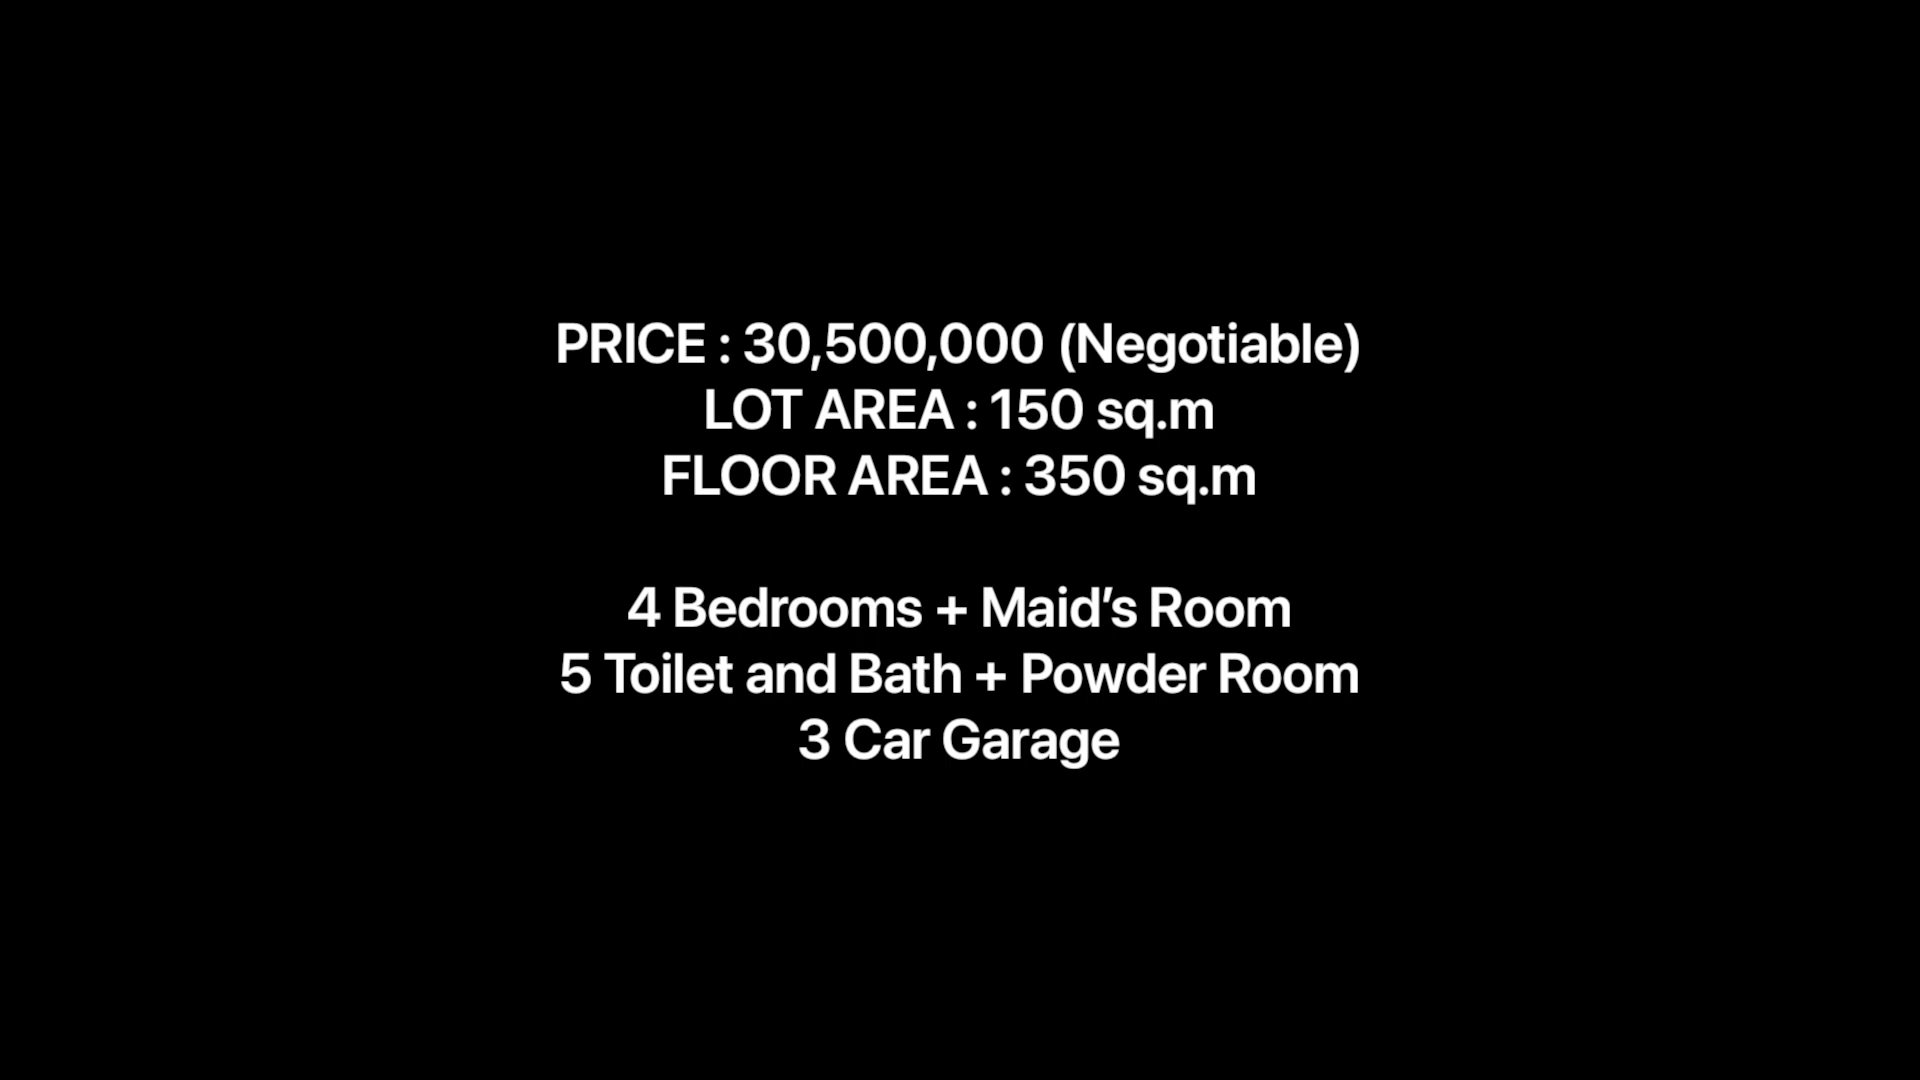 PRICE : 30,500,000 (Negotiable)
LOT AREA : 150 sq.m
FLOOR AREA : 350 sq.m
4 Bedrooms + Maid’s Room
5 Toilet and Bath + Powder Room
3 Car Garage